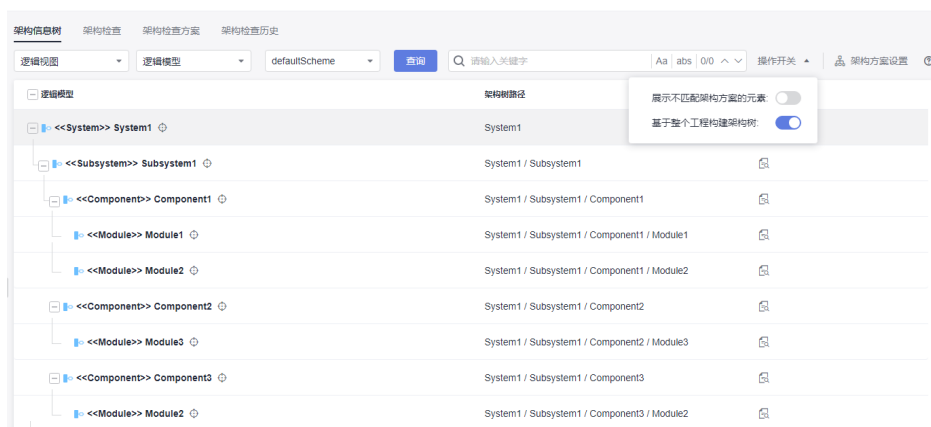 架构信息树 架构检查 架构检查方案 架构检查历史
逻辑视图 逻辑模型 defaultScheme 查询 请输入关键字 Aa abs 0/0 操作开关 架构方案设置
逻辑模型 架构树路径
展示不匹配架构方案的元素:
基于整个工程构建架构树:
<<System>> System1 System1
<<Subsystem>> Subsystem1 System1 / Subsystem1
<<Component>> Component1 System1 / Subsystem1 / Component1
<<Module>> Module1 System1 / Subsystem1 / Component1 / Module1
<<Module>> Module2 System1 / Subsystem1 / Component1 / Module2
<<Component>> Component2 System1 / Subsystem1 / Component2
<<Module>> Module3 System1 / Subsystem1 / Component2 / Module3
<<Component>> Component3 System1 / Subsystem1 / Component3
<<Module>> Module2 System1 / Subsystem1 / Component3 / Module2